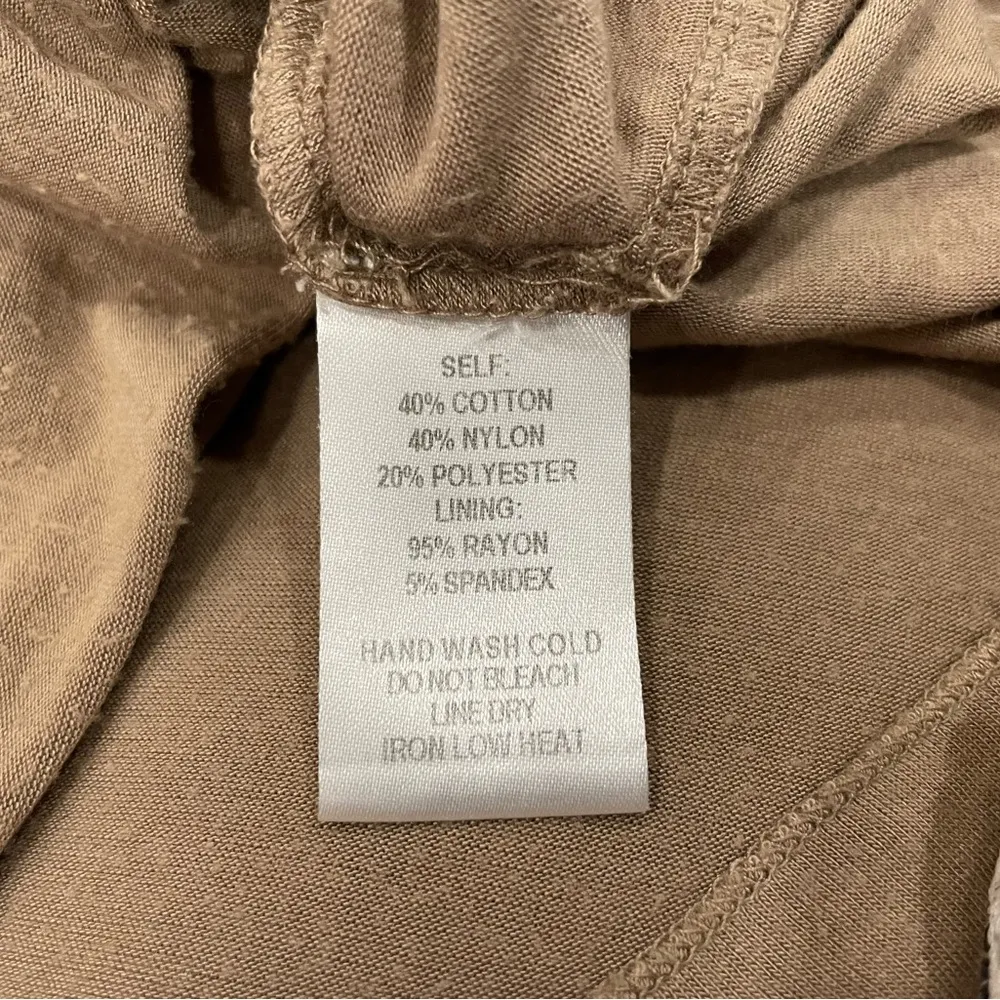 SELF:
40% COTTON
40% NYLON
20% POLYESTER
LINING:
95% RAYON
5% SPANDEX
HAND WASH COLD
DO NOT BLEACH
LINE DRY
IRON LOW HEAT